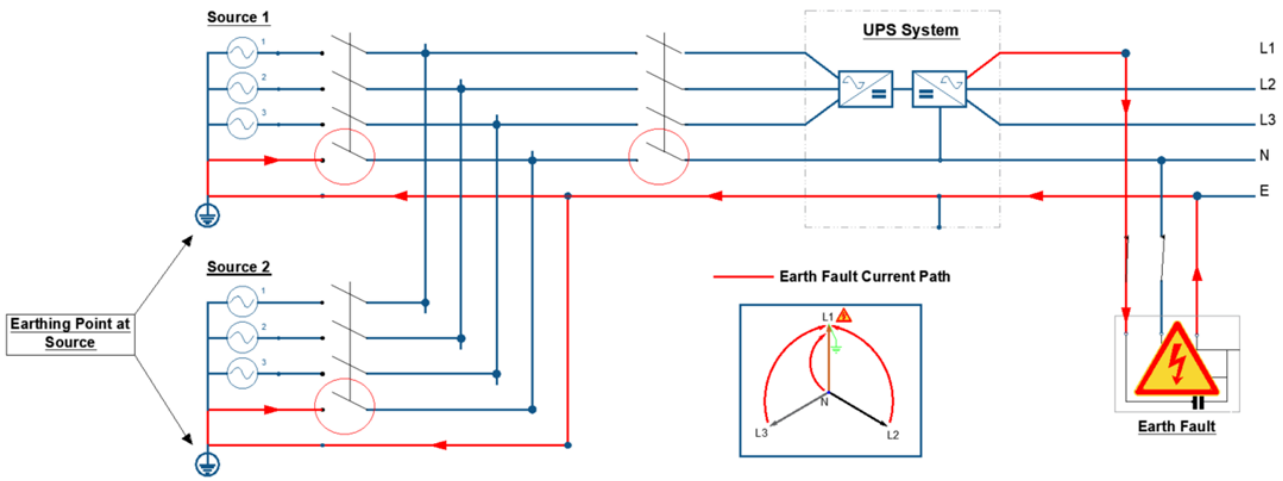 Source 1
1
2
3
UPS System
L1
L2
L3
N
E
Source 2
1
2
3
Earthing Point at
Source
Earth Fault Current Path
L1
N
L3
L2
Earth Fault